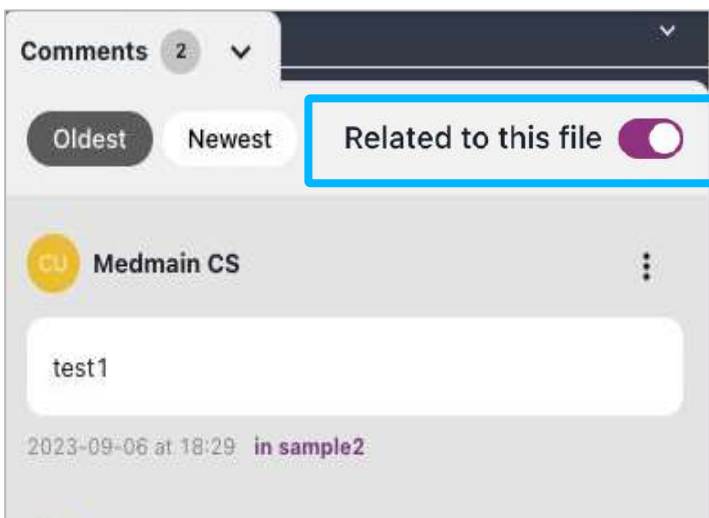 Comments 2
Oldest Newest Related to this file
CU Medmain CS
test1
2023-09-06 at 18:29 in sample2